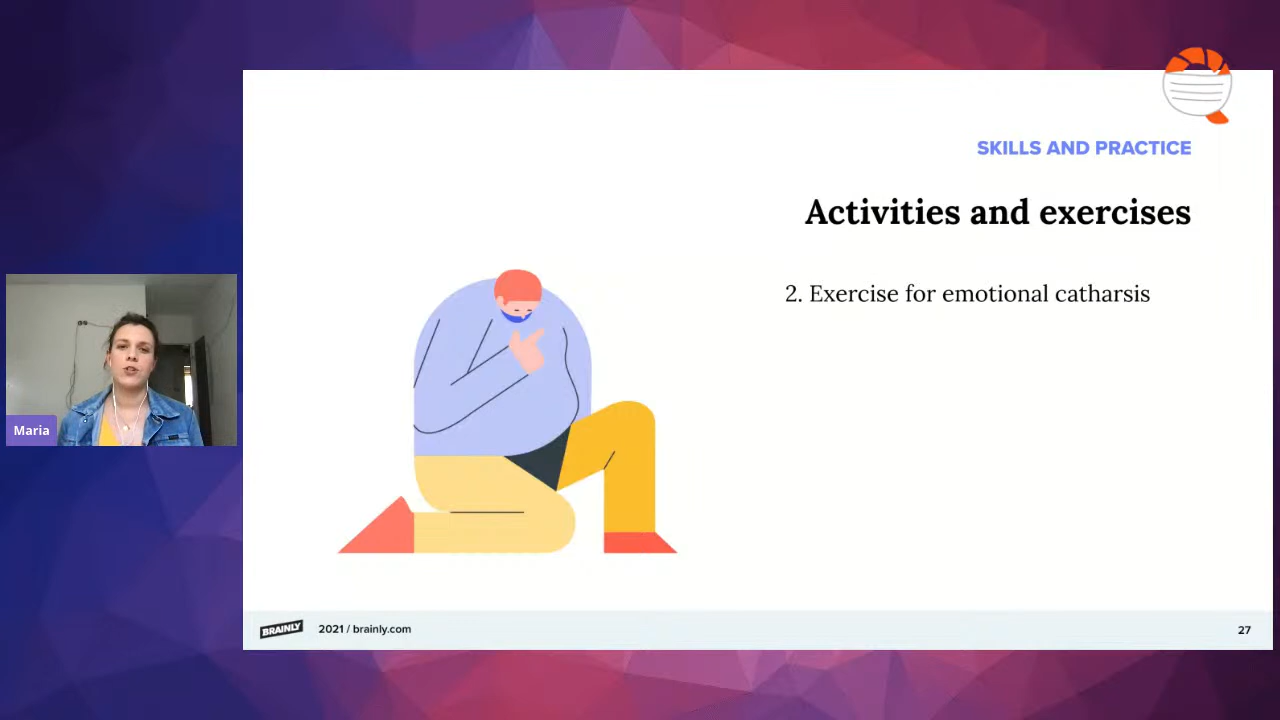 SKILLS AND PRACTICE
Activities and exercises
2. Exercise for emotional catharsis
Maria
BRAINLY
2021 / brainly.com
27